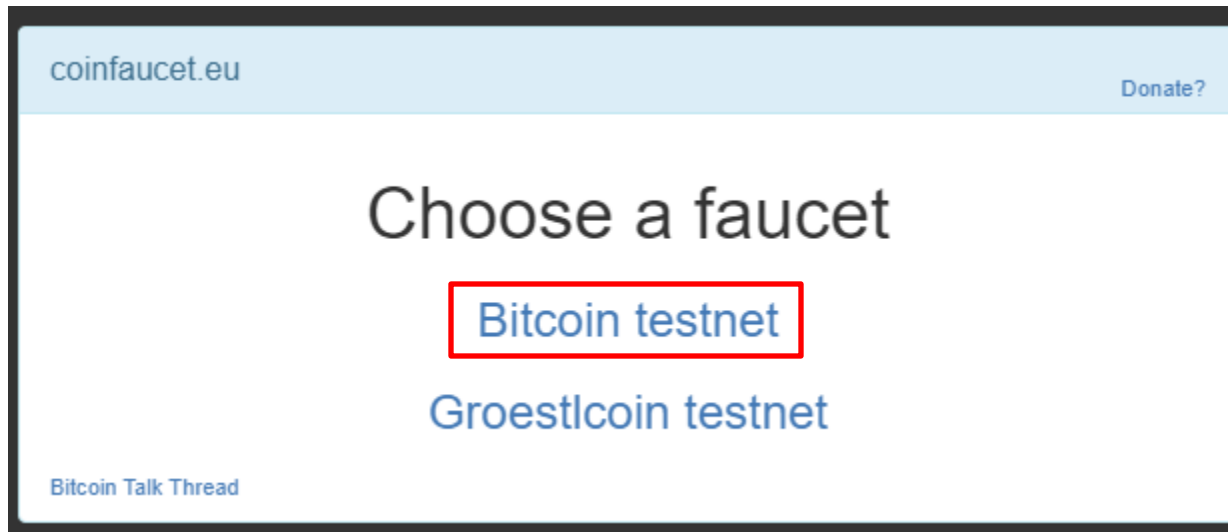 coinfaucet.eu
Donate?
Choose a faucet
Bitcoin testnet
Groestlcoin testnet
Bitcoin Talk Thread